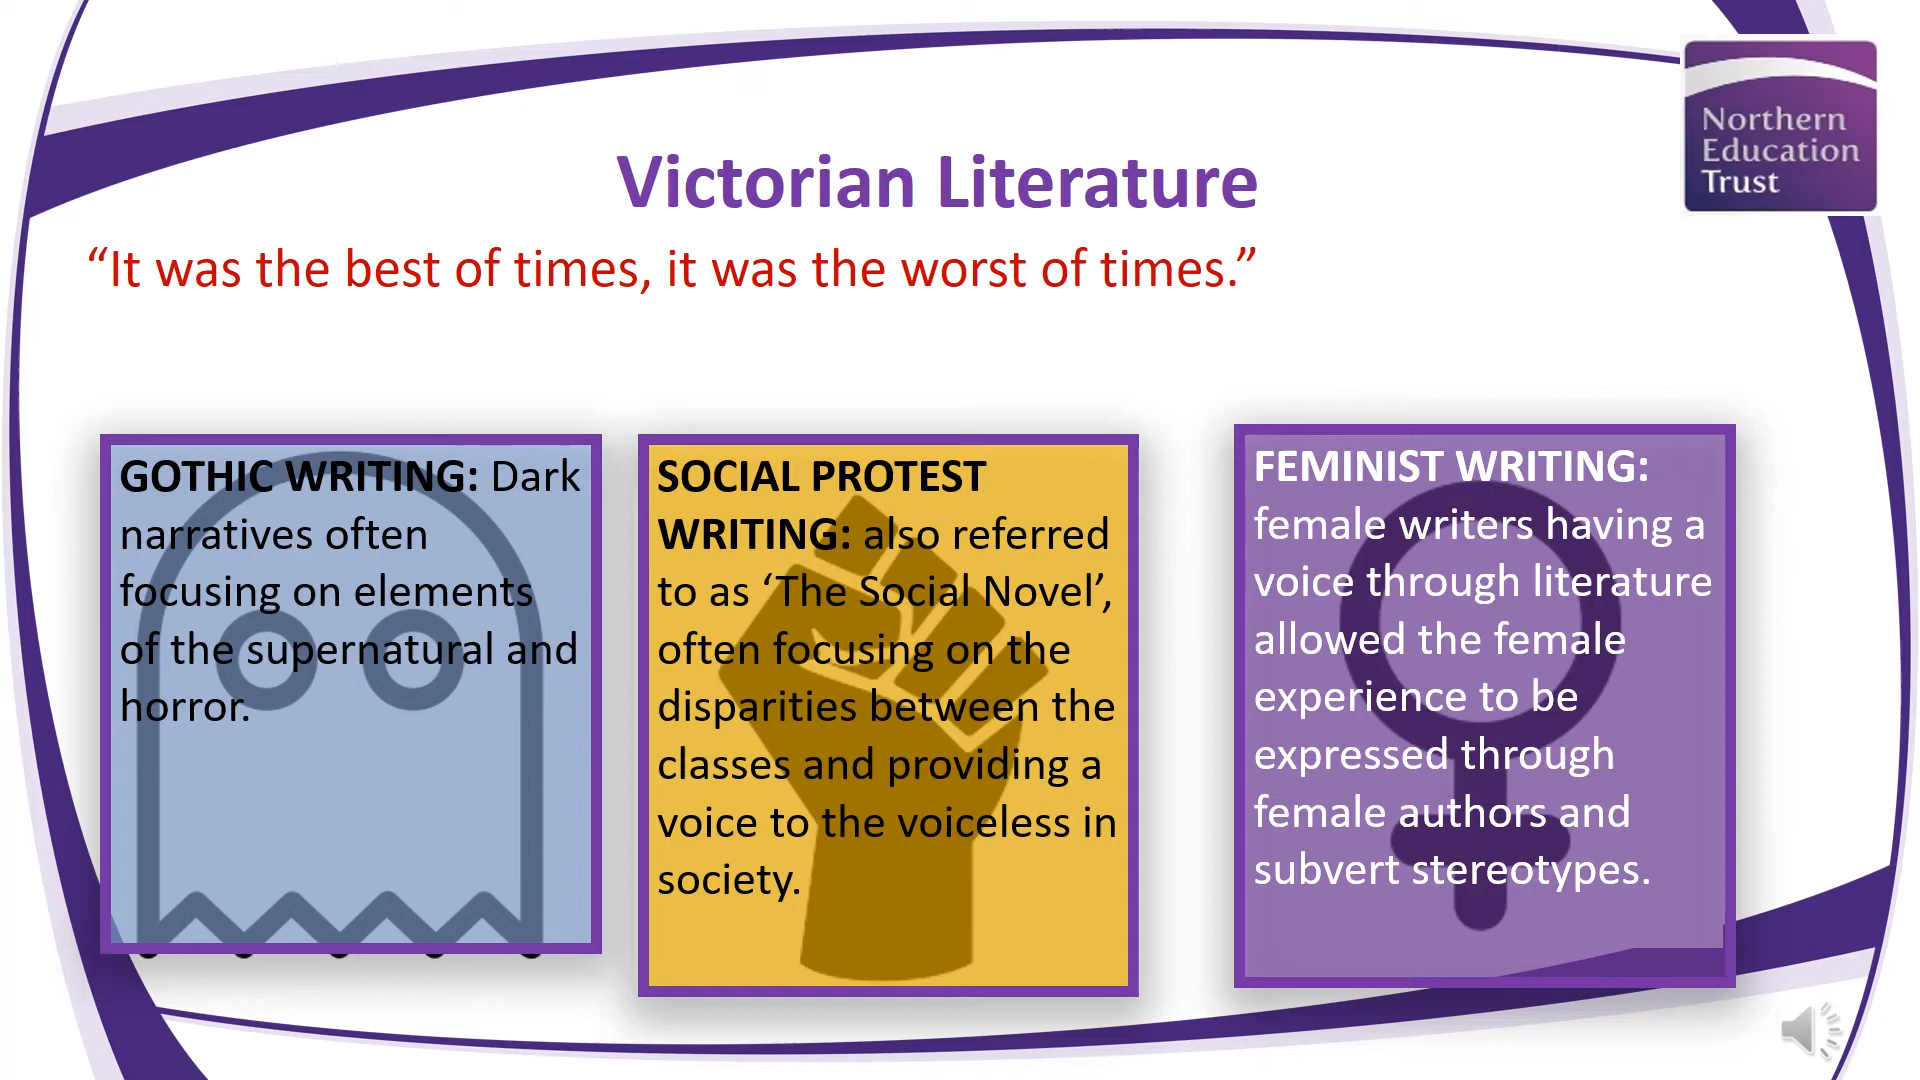 Northern
Education
Trust
Victorian Literature
“It was the best of times, it was the worst of times.”
GOTHIC WRITING: Dark
narratives often
focusing on elements
of the supernatural and
horror.
SOCIAL PROTEST
WRITING: also referred
to as ‘The Social Novel’,
often focusing on the
disparities between the
classes and providing a
voice to the voiceless in
society.
FEMINIST WRITING:
female writers having a
voice through literature
allowed the female
experience to be
expressed through
female authors and
subvert stereotypes.